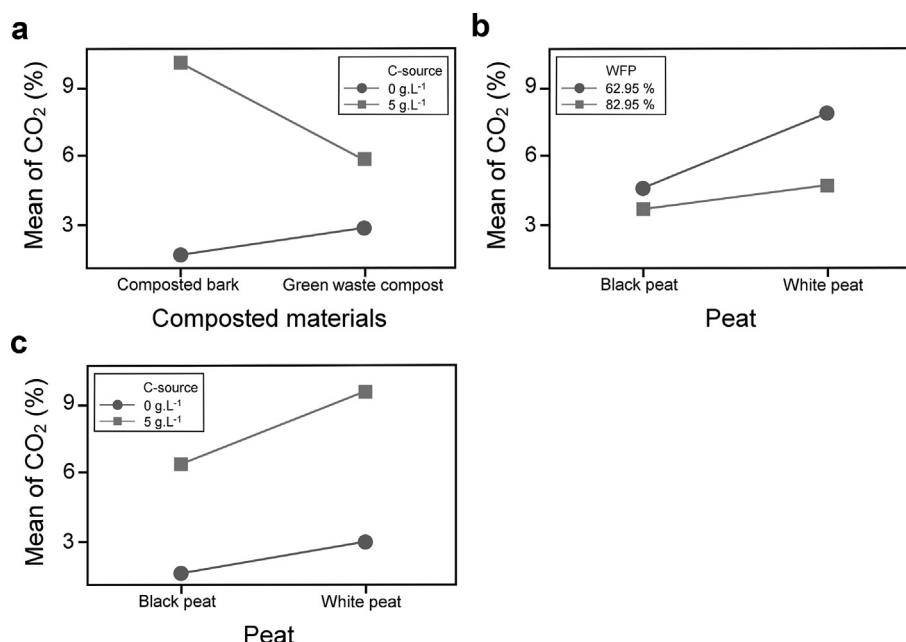 a
Mean of CO₂ (%)
9
6
3
C-source
0 g.L⁻¹
5 g.L⁻¹
Composted bark
Green waste compost
Composted materials
b
Mean of CO₂ (%)
9
6
3
WFP
62.95 %
82.95 %
Black peat
White peat
Peat
c
Mean of CO₂ (%)
9
6
3
C-source
0 g.L⁻¹
5 g.L⁻¹
Black peat
White peat
Peat